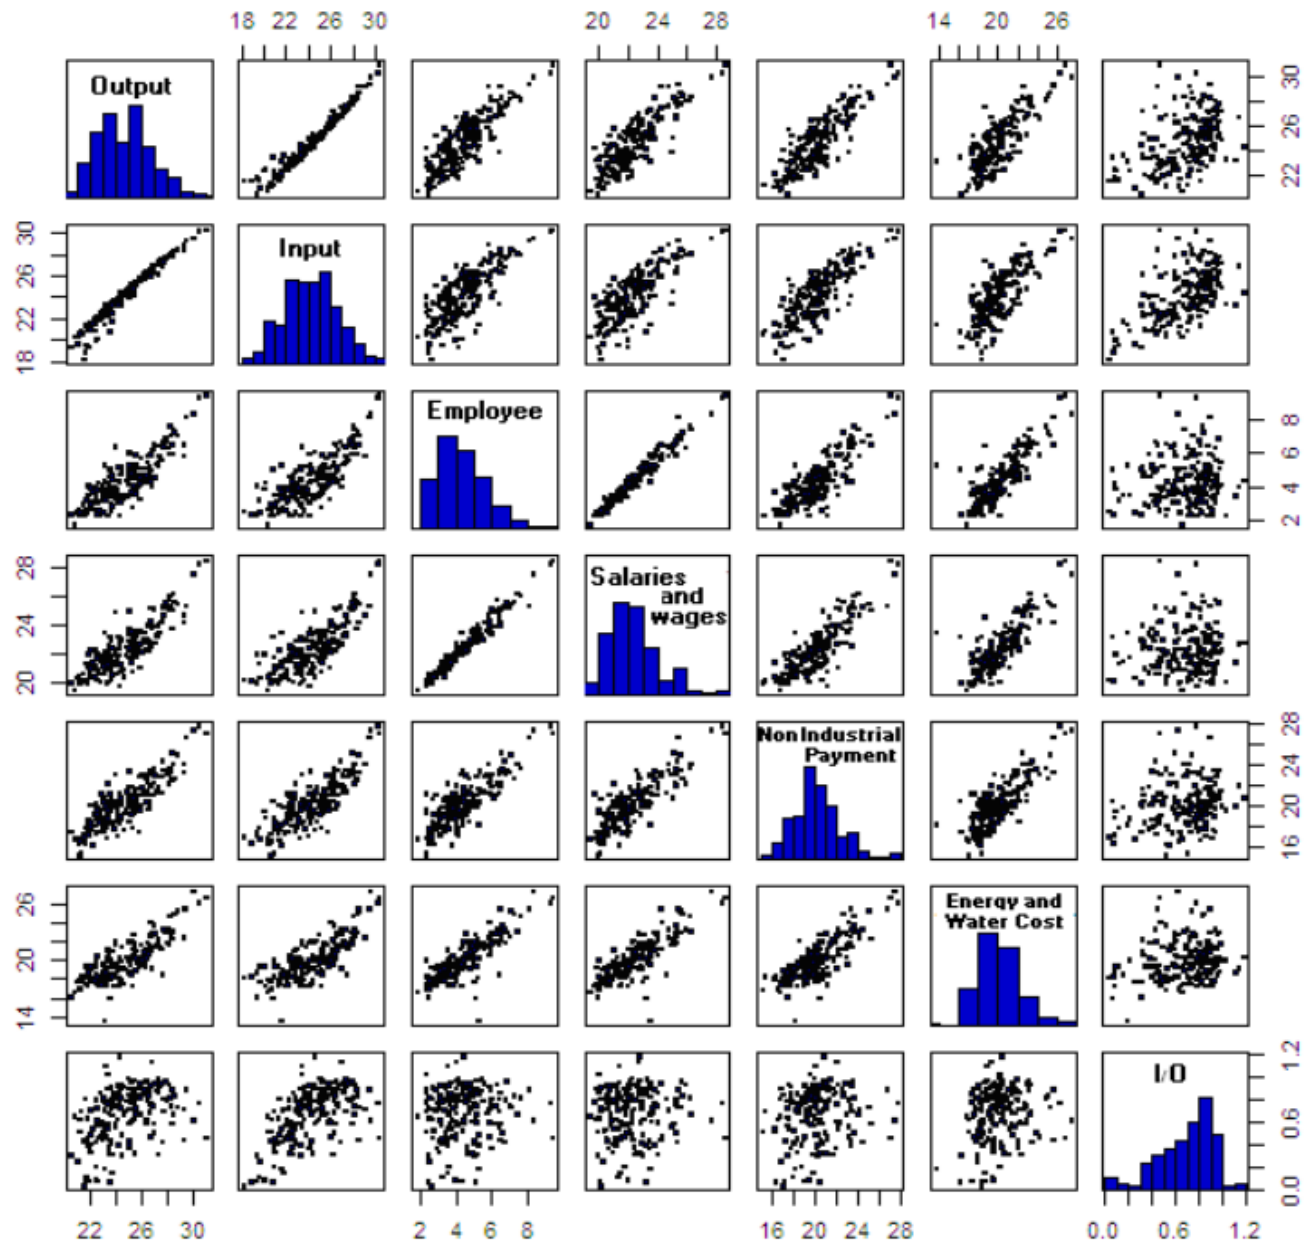 18 22 26 30 20 24 28 14 20 26
Output
22 26 30
18 22 26 30
Input
Employee
2 4 6 8
20 24 28
Salaries
and
wages
NonIndustrial
Payment
16 20 24 28
14 20 26
Energy and
Water Cost
I/O
0.0 0.6 1.2
22 26 30 2 4 6 8 16 20 24 28 0.0 0.6 1.2